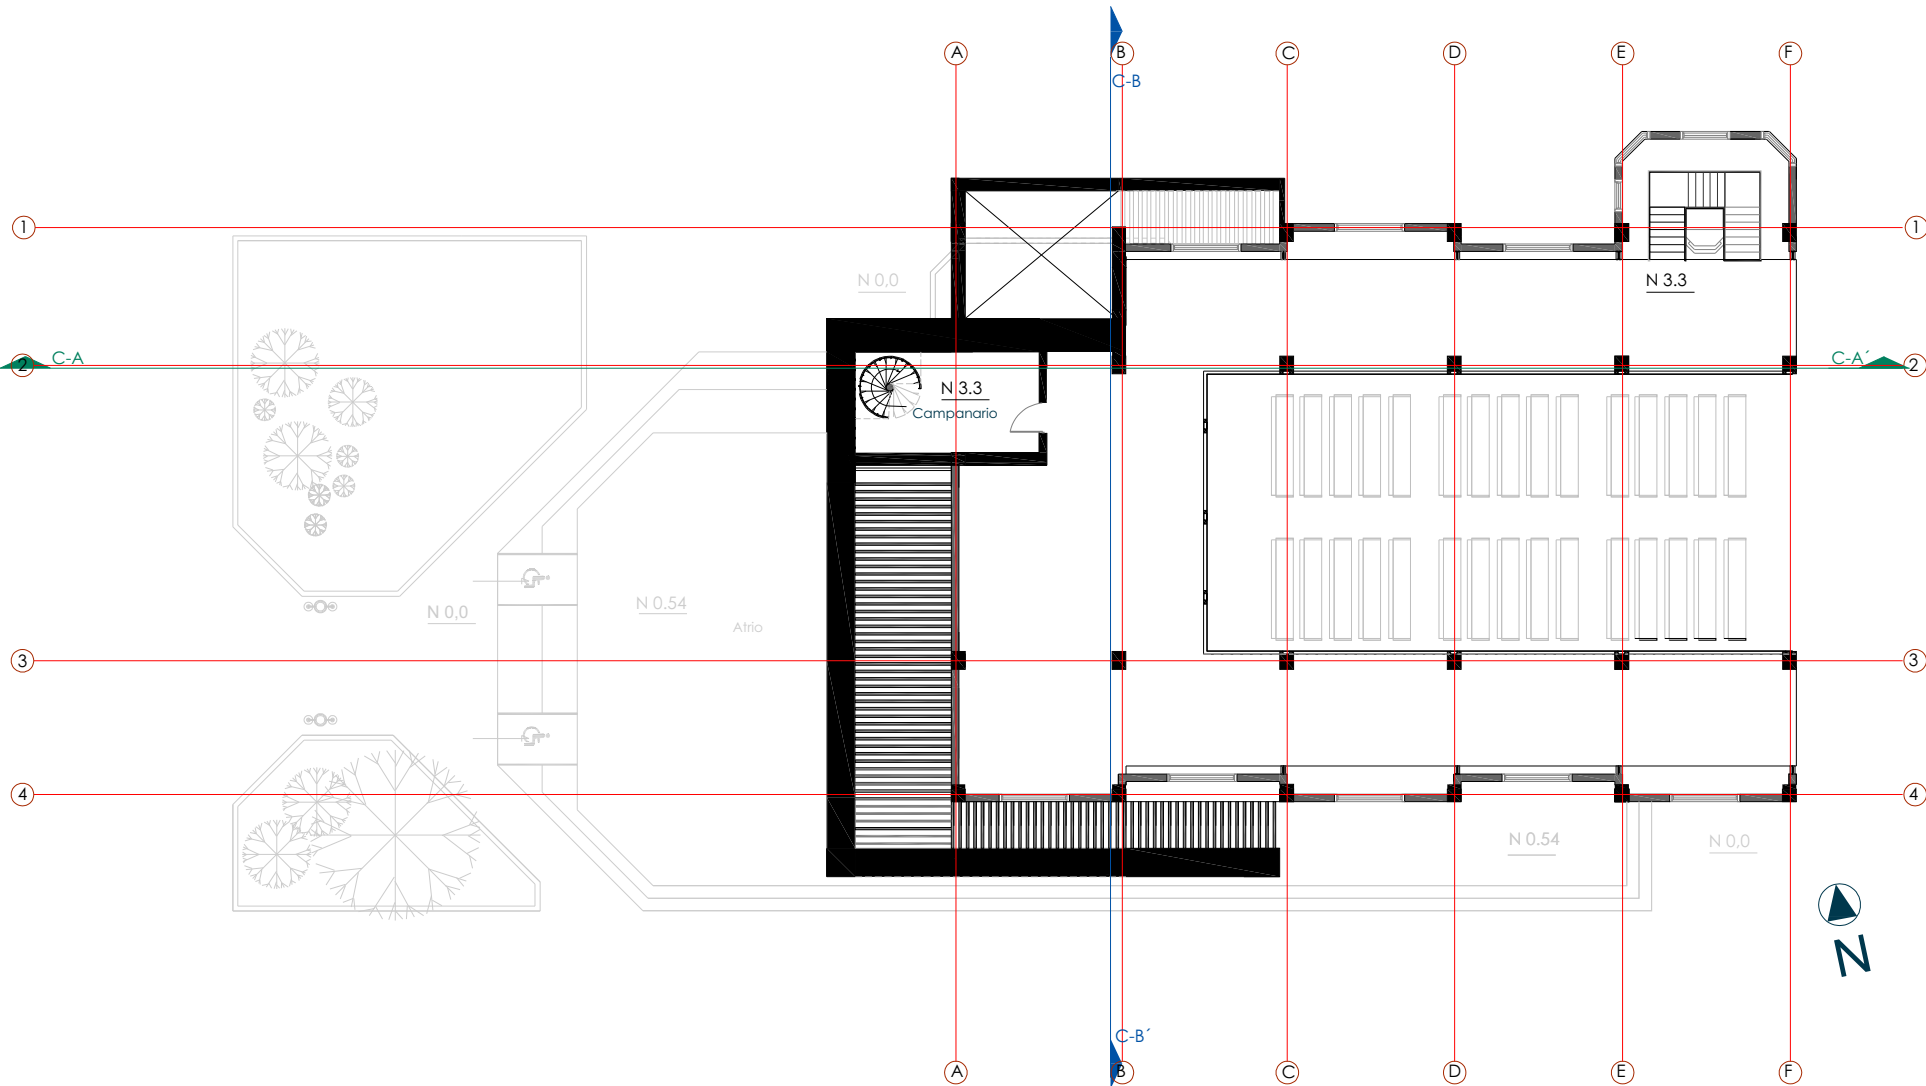 A B C D E F
C-B
1 1
N 0,0
N 3.3
2 C-A C-A´ 2
N 3.3
Campanario
N 0,0
N 0.54
Atrio
3 3
4 4
N 0.54
N 0,0
N
C-B´
A B C D E F